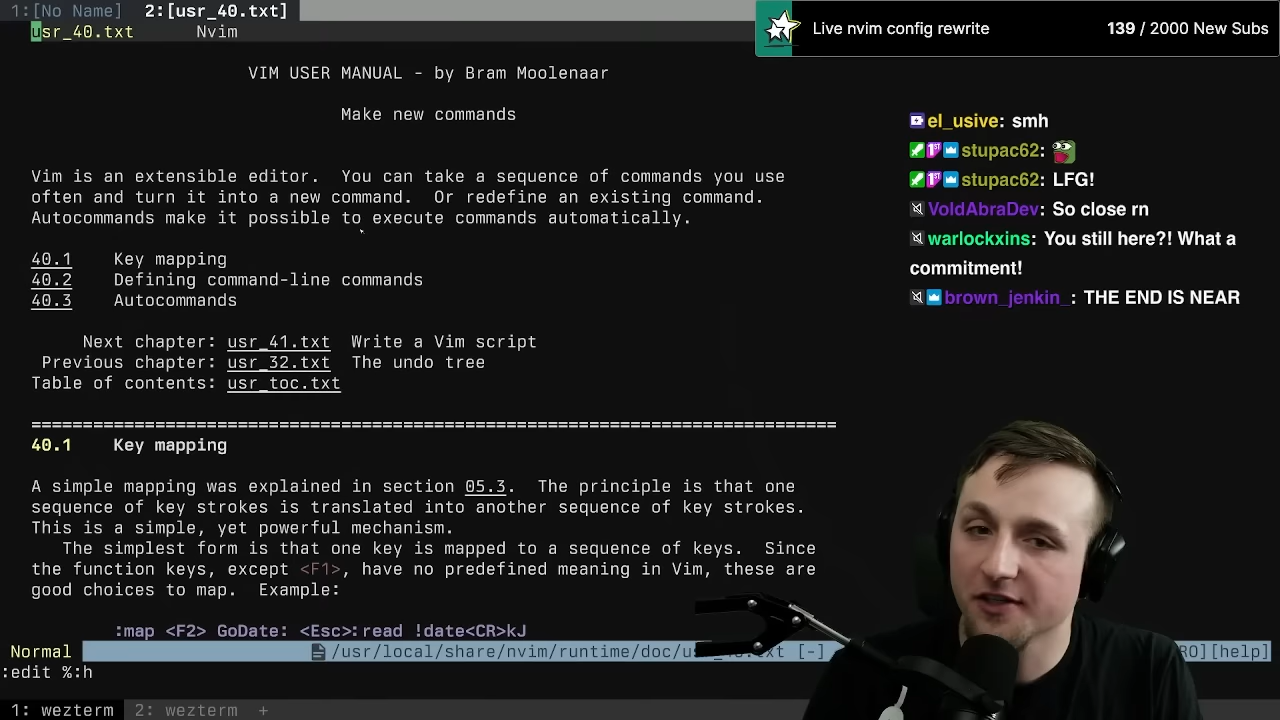 1:[No Name]  2:[usr_40.txt]
usr_40.txt      Nvim
Live nvim config rewrite    139 / 2000 New Subs
VIM USER MANUAL - by Bram Moolenaar
Make new commands
Vim is an extensible editor.  You can take a sequence of commands you use
often and turn it into a new command.  Or redefine an existing command.
Autocommands make it possible to execute commands automatically.
40.1    Key mapping
40.2    Defining command-line commands
40.3    Autocommands
Next chapter: usr_41.txt  Write a Vim script
Previous chapter: usr_32.txt  The undo tree
Table of contents: usr_toc.txt
==============================================================================
40.1    Key mapping
A simple mapping was explained in section 05.3.  The principle is that one
sequence of key strokes is translated into another sequence of key strokes.
This is a simple, yet powerful mechanism.
The simplest form is that one key is mapped to a sequence of keys.  Since
the function keys, except <F1>, have no predefined meaning in Vim, these are
good choices to map.  Example:
:map <F2> GoDate: <Esc>:read !date<CR>kJ
Normal    /usr/local/share/nvim/runtime/doc/us    txt [-]    RO][help]
:edit %:h
1: wezterm  2: wezterm  +
el_usive: smh
stupac62:
stupac62: LFG!
VoldAbraDev: So close rn
warlockxins: You still here?! What a
commitment!
brown_jenkin_: THE END IS NEAR